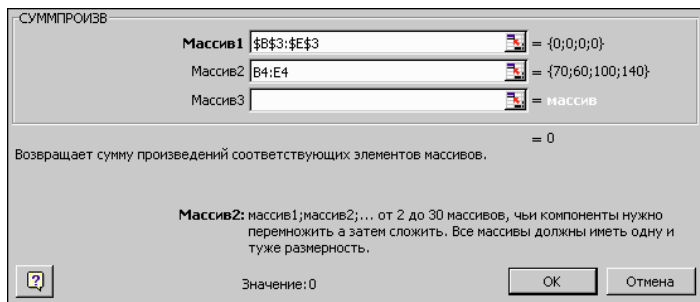 СУММПРОИЗВ
Массив1 $B$3:$E$3 = {0;0;0;0}
Массив2 B4:E4 = {70;60;100;140}
Массив3 = массив
= 0
Возвращает сумму произведений соответствующих элементов массивов.
Массив2: массив1;массив2;... от 2 до 30 массивов, чьи компоненты нужно
перемножить а затем сложить. Все массивы должны иметь одну и
туже размерность.
? Значение:0 OK Отмена